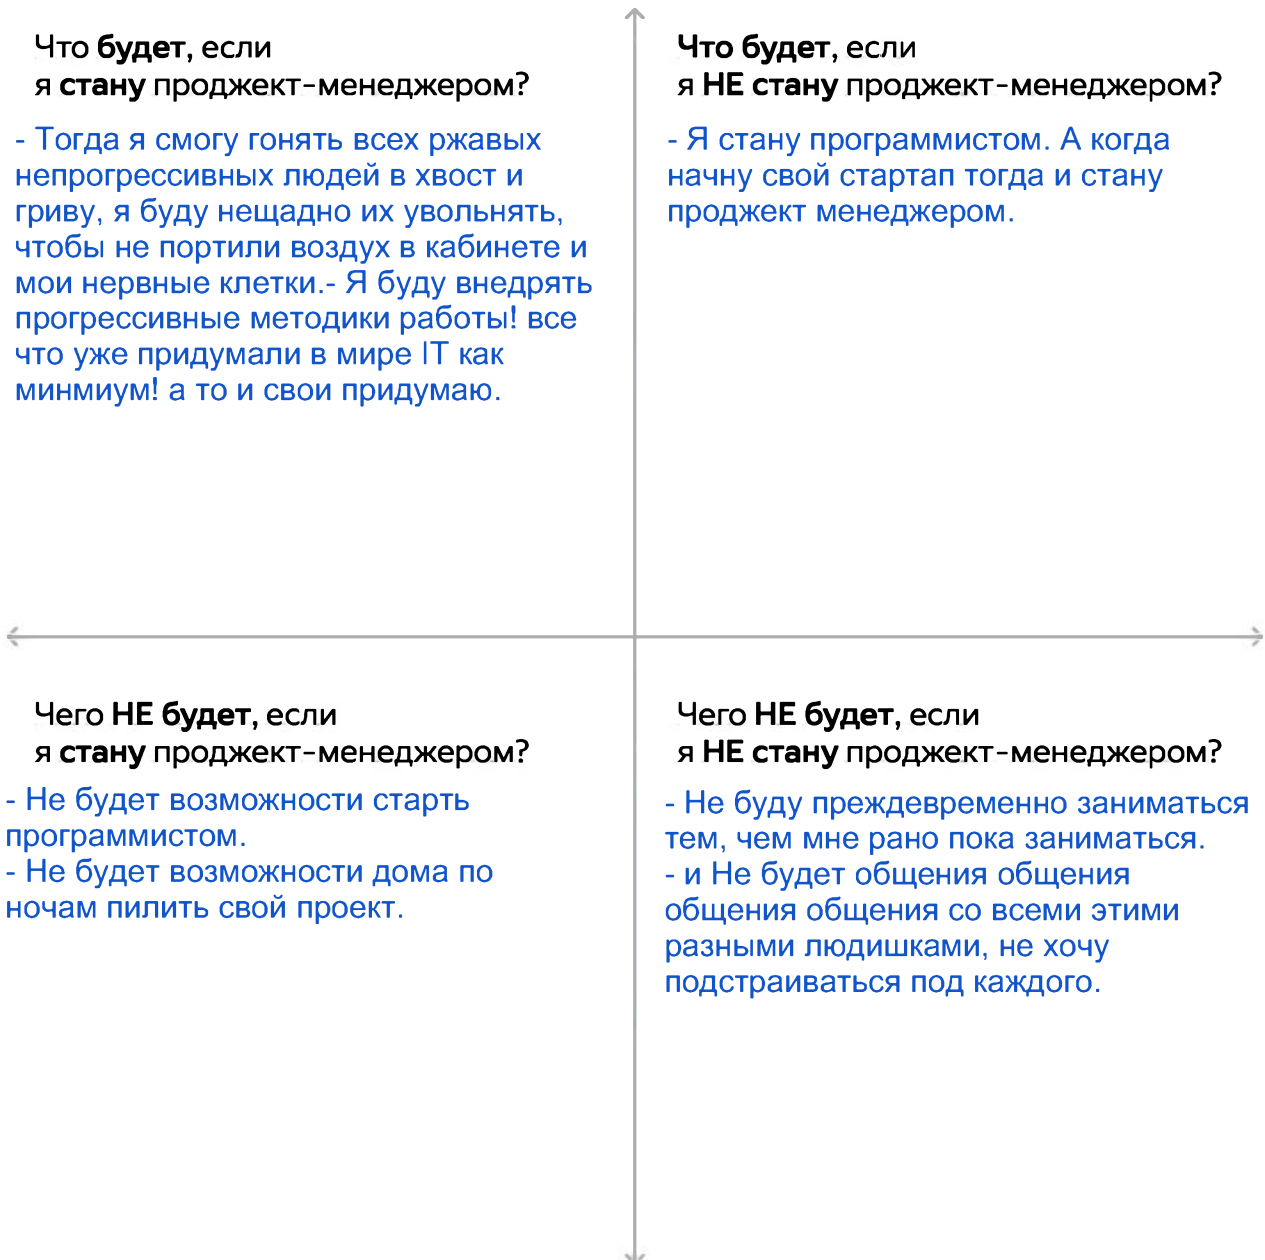 Что будет, если
я стану проджект-менеджером?
- Тогда я смогу гонять всех ржавых
непрогрессивных людей в хвост и
гриву, я буду нещадно их увольнять,
чтобы не портили воздух в кабинете и
мои нервные клетки.- Я буду внедрять
прогрессивные методики работы! все
что уже придумали в мире IT как
минмиум! а то и свои придумаю.
Что будет, если
я НЕ стану проджект-менеджером?
- Я стану программистом. А когда
начну свой стартап тогда и стану
проджект менеджером.
Чего НЕ будет, если
я стану проджект-менеджером?
- Не будет возможности старть
программистом.
- Не будет возможности дома по
ночам пилить свой проект.
Чего НЕ будет, если
я НЕ стану проджект-менеджером?
- Не буду преждевременно заниматься
тем, чем мне рано пока заниматься.
- и Не будет общения общения
общения общения со всеми этими
разными людишками, не хочу
подстраиваться под каждого.